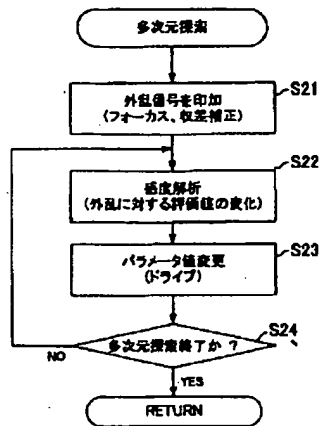 多次元探索
外乱信号を印加
(フォーカス、収差補正)
S21
感度解析
(外乱に対する評価値の変化)
S22
パラメータ値変更
(ドライブ)
S23
多次元探索終了か ?
S24
NO
YES
RETURN